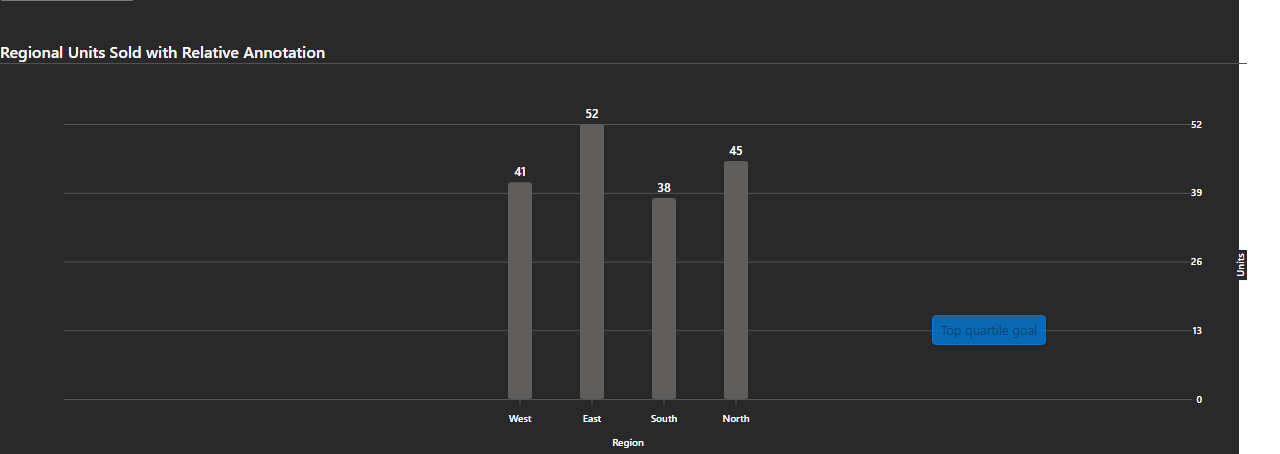 Regional Units Sold with Relative Annotation
52
45
41
38
52
39
26
13
0
Units
Top quartile goal
West East South North
Region